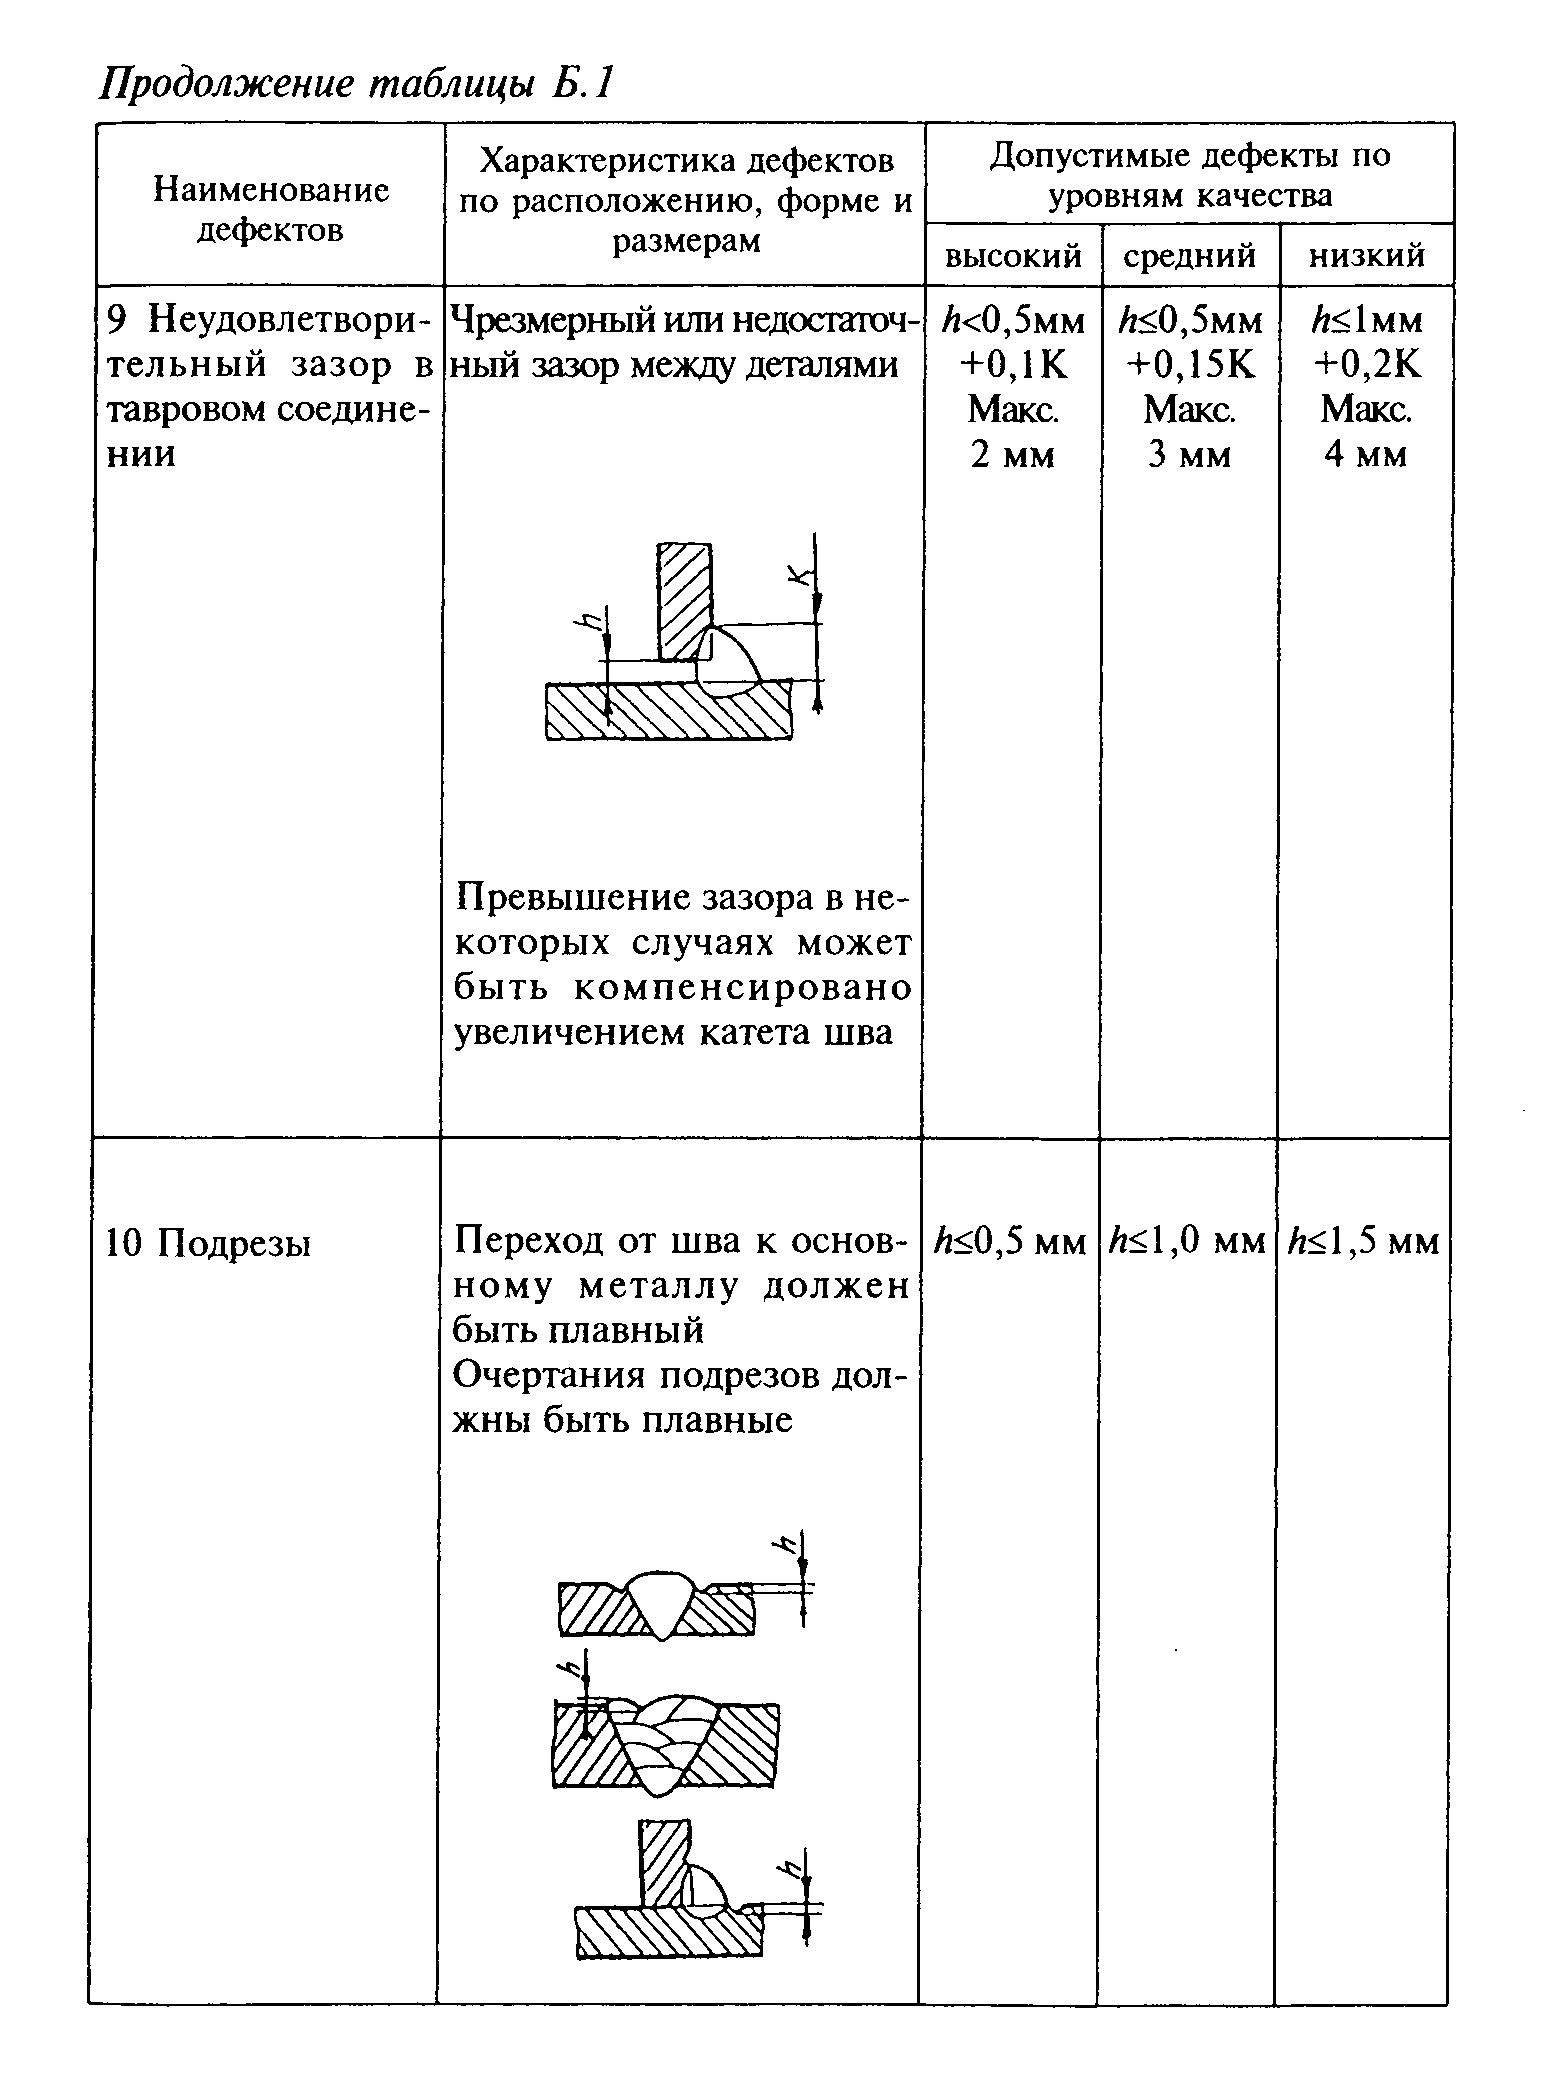 Продолжение таблицы Б.1
Наименование
дефектов
Характеристика дефектов
по расположению, форме и
размерам
Допустимые дефекты по
уровням качества
высокий
средний
низкий
9 Неудовлетвори-
тельный зазор в
тавровом соедине-
нии
Чрезмерный или недостаточ-
ный зазор между деталями
h
K
Превышение зазора в не-
которых случаях может
быть компенсировано
увеличением катета шва
h<0,5мм
+0,1K
Макс.
2 мм
h≤0,5мм
+0,15K
Макс.
3 мм
h≤1мм
+0,2K
Макс.
4 мм
10 Подрезы
Переход от шва к основ-
ному металлу должен
быть плавный
Очертания подрезов дол-
жны быть плавные
h
h
h
h≤0,5 мм
h≤1,0 мм
h≤1,5 мм